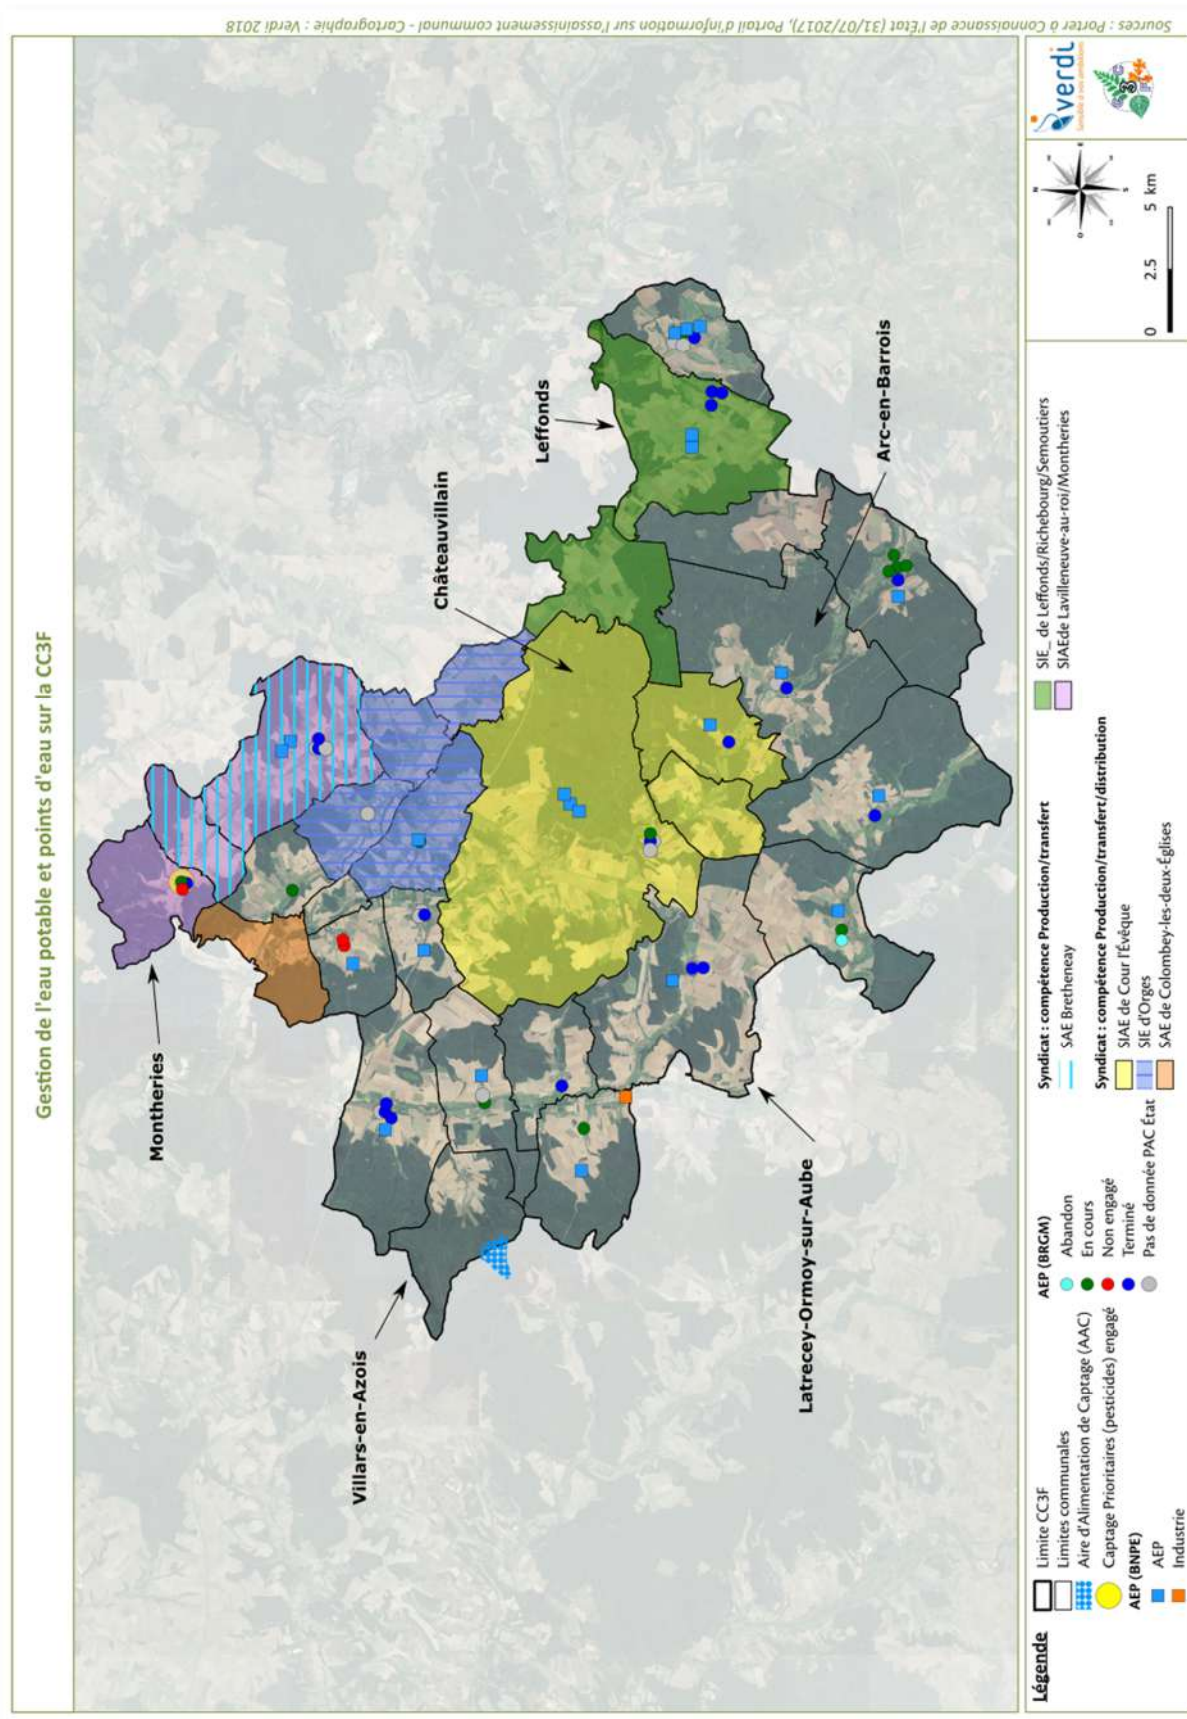 Gestion de l'eau potable et points d'eau sur la CC3F
Montheries
Villars-en-Azois
Châteauvillain
Leffonds
Arc-en-Barrois
Latrecey-Ormoy-sur-Aube
Légende
Limite CC3F
Limites communales
Aire d'Alimentation de Captage (AAC)
Captage Prioritaires (pesticides) engagé
AEP (BNPE)
AEP
Industrie
AEP (BRGM)
Abandon
En cours
Non engagé
Terminé
Pas de donnée PAC État
Syndicat : compétence Production/transfert
SAE Bretheneay
Syndicat : compétence Production/transfert/distribution
SIAE de Cour l'Évêque
SIE d'Orges
SAE de Colombey-les-deux-Églises
SIE_ de Leffonds/Richebourg/Semoutiers
SIAEde Lavilleneuve-au-roi/Montheries
0 2.5 5 km
N
E
S
O
verdi
3
Sources : Porter à Connaissance de l'État (31/07/2017), Portail d'information sur l'assainissement communal - Cartographie : Verdi 2018